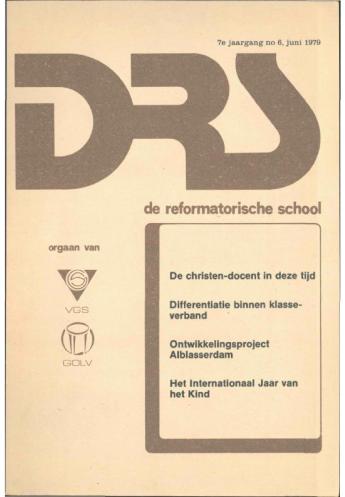 7e jaargang no 6, juni 1979
DRS
de reformatorische school
orgaan van
VGS
GOLV
De christen-docent in deze tijd
Differentiatie binnen klasse-
verband
Ontwikkelingsproject
Alblasserdam
Het Internationaal Jaar van
het Kind